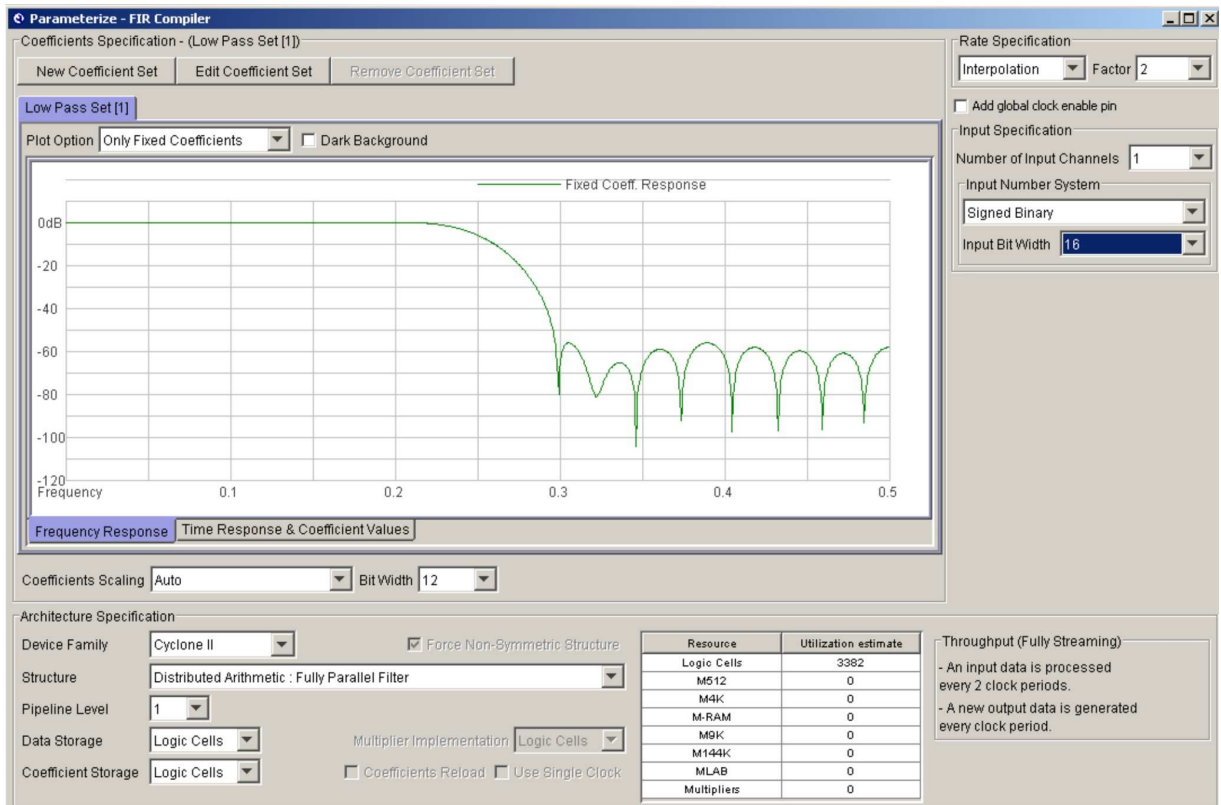 Parameterize - FIR Compiler
Coefficients Specification - (Low Pass Set [1])
New Coefficient Set
Edit Coefficient Set
Remove Coefficient Set
Low Pass Set [1]
Plot Option Only Fixed Coefficients Dark Background
Fixed Coeff. Response
0dB
-20
-40
-60
-80
-100
-120
Frequency 0.1 0.2 0.3 0.4 0.5
Frequency Response
Time Response & Coefficient Values
Coefficients Scaling Auto Bit Width 12
Rate Specification
Interpolation Factor 2
Add global clock enable pin
Input Specification
Number of Input Channels 1
Input Number System
Signed Binary
Input Bit Width 16
Architecture Specification
Device Family Cyclone II Force Non-Symmetric Structure
Structure Distributed Arithmetic : Fully Parallel Filter
Pipeline Level 1
Data Storage Logic Cells Multiplier Implementation Logic Cells
Coefficient Storage Logic Cells Coefficients Reload Use Single Clock
Resource Utilization estimate
Logic Cells 3382
M512 0
M4K 0
M-RAM 0
M9K 0
M144K 0
MLAB 0
Multipliers 0
Throughput (Fully Streaming)
- An input data is processed
every 2 clock periods.
- A new output data is generated
every clock period.